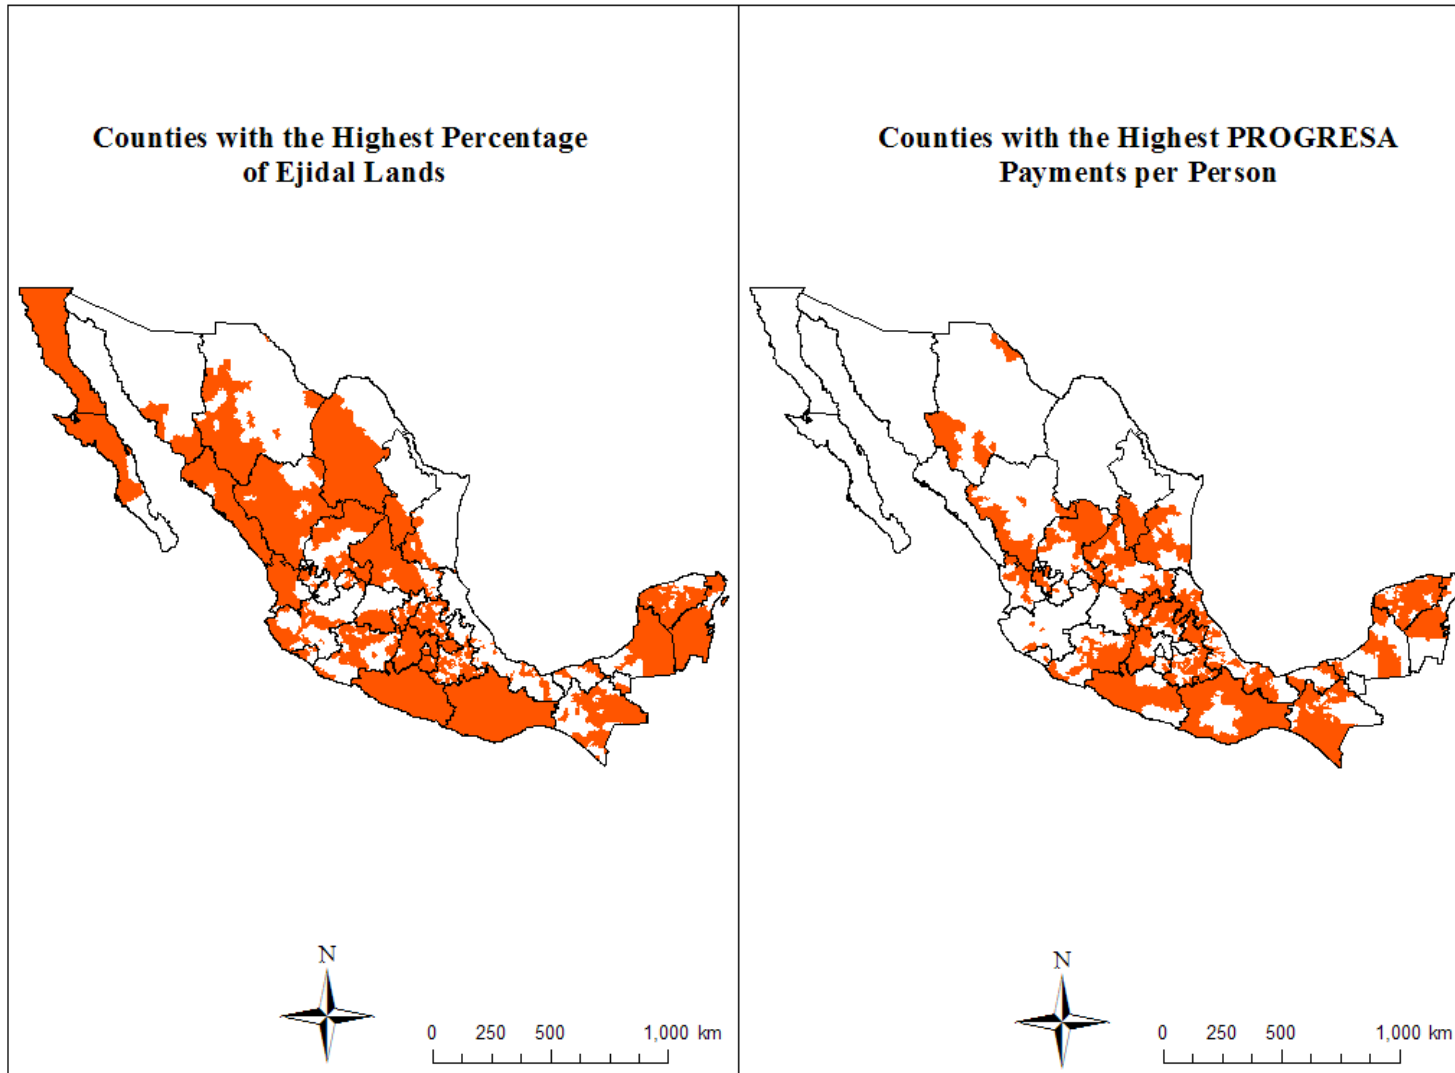 Counties with the Highest Percentage
of Ejidal Lands
N
0 250 500 1,000 km
Counties with the Highest PROGRESA
Payments per Person
N
0 250 500 1,000 km